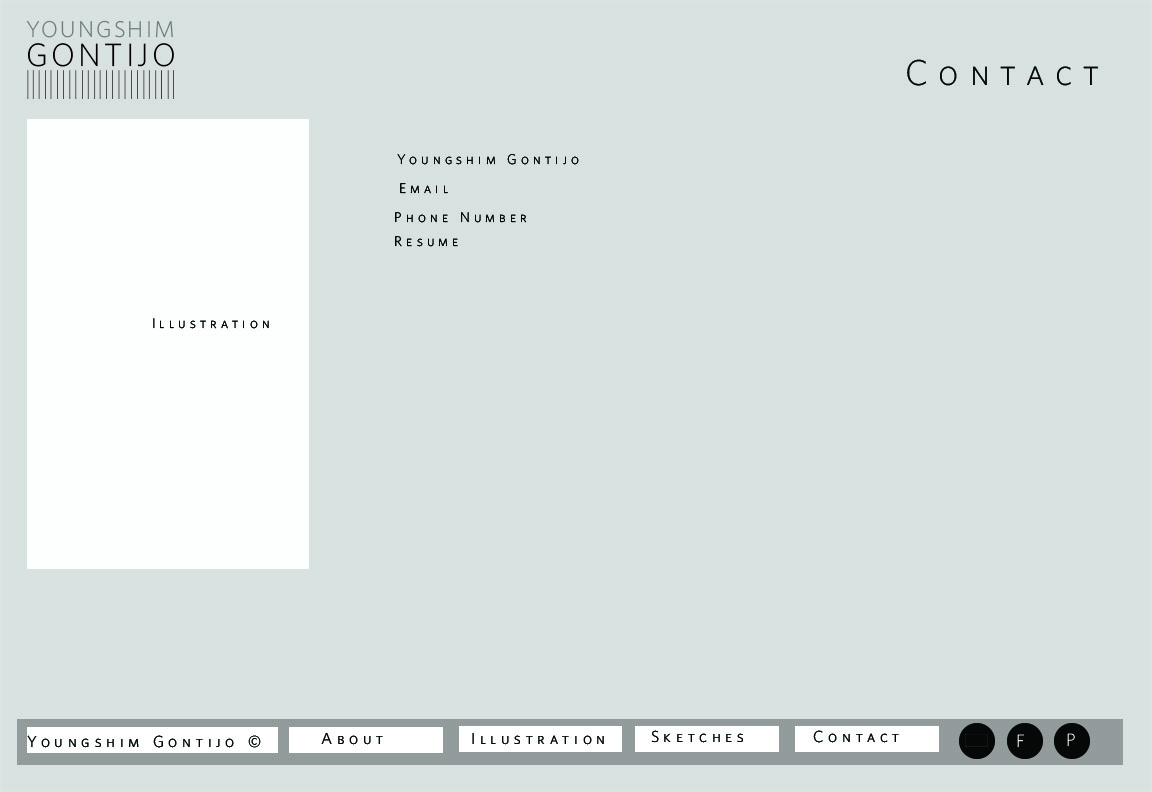 YOUNGSHIM
GONTIJO
CONTACT
YOUNGSHIM GONTIJO
EMAIL
PHONE NUMBER
RESUME
ILLUSTRATION
YOUNGSHIM GONTIJO © ABOUT ILLUSTRATION SKETCHES CONTACT F P